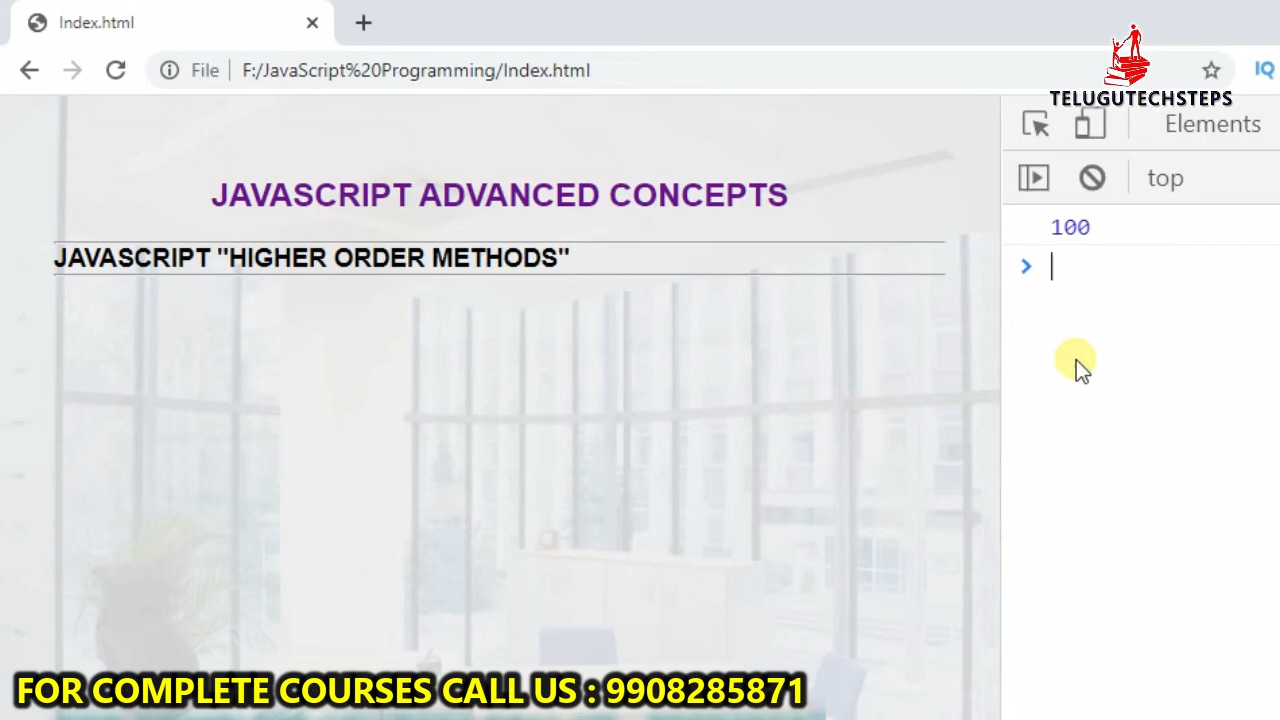 Index.html
File
F:/JavaScript%20Programming/Index.html
IQ
TELUGUTECHSTEPS
Elements
top
JAVASCRIPT ADVANCED CONCEPTS
JAVASCRIPT "HIGHER ORDER METHODS"
100
FOR COMPLETE COURSES CALL US : 9908285871